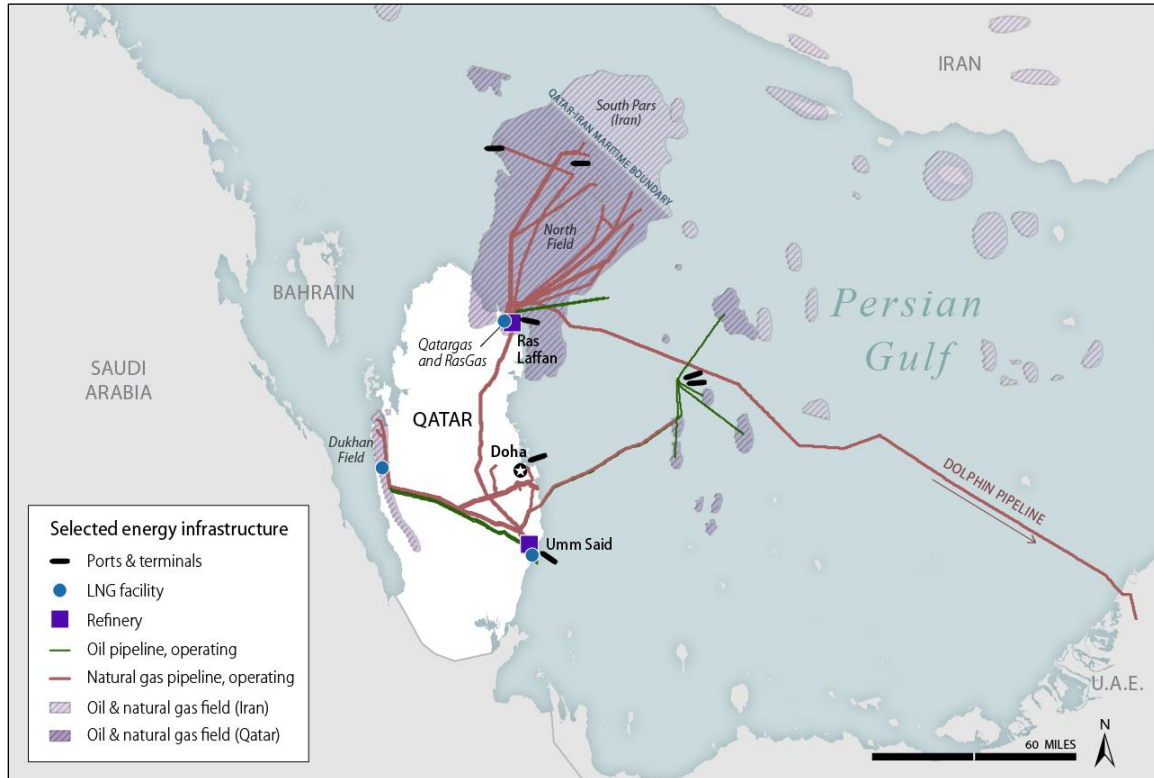 IRAN
South Pars
(Iran)
QATAR-IRAN MARITIME BOUNDARY
North
Field
BAHRAIN
Persian
Gulf
Qatargas
and RasGas
Ras
Laffan
SAUDI
ARABIA
QATAR
Dukhan
Field
Doha
DOLPHIN PIPELINE
Umm Said
U.A.E.
Selected energy infrastructure
Ports & terminals
LNG facility
Refinery
Oil pipeline, operating
Natural gas pipeline, operating
Oil & natural gas field (Iran)
Oil & natural gas field (Qatar)
N
60 MILES